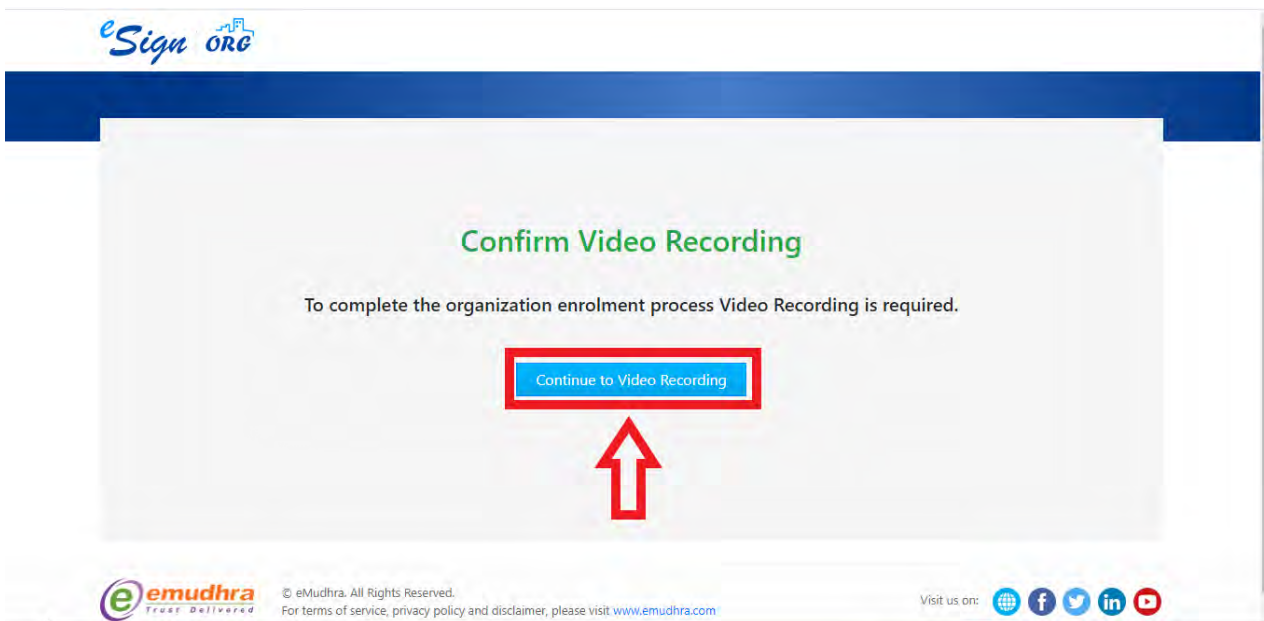 eSign ORG
Confirm Video Recording
To complete the organization enrolment process Video Recording is required.
Continue to Video Recording
emudhra
Trust Delivered
© eMudhra. All Rights Reserved.
For terms of service, privacy policy and disclaimer, please visit www.emudhra.com
Visit us on: